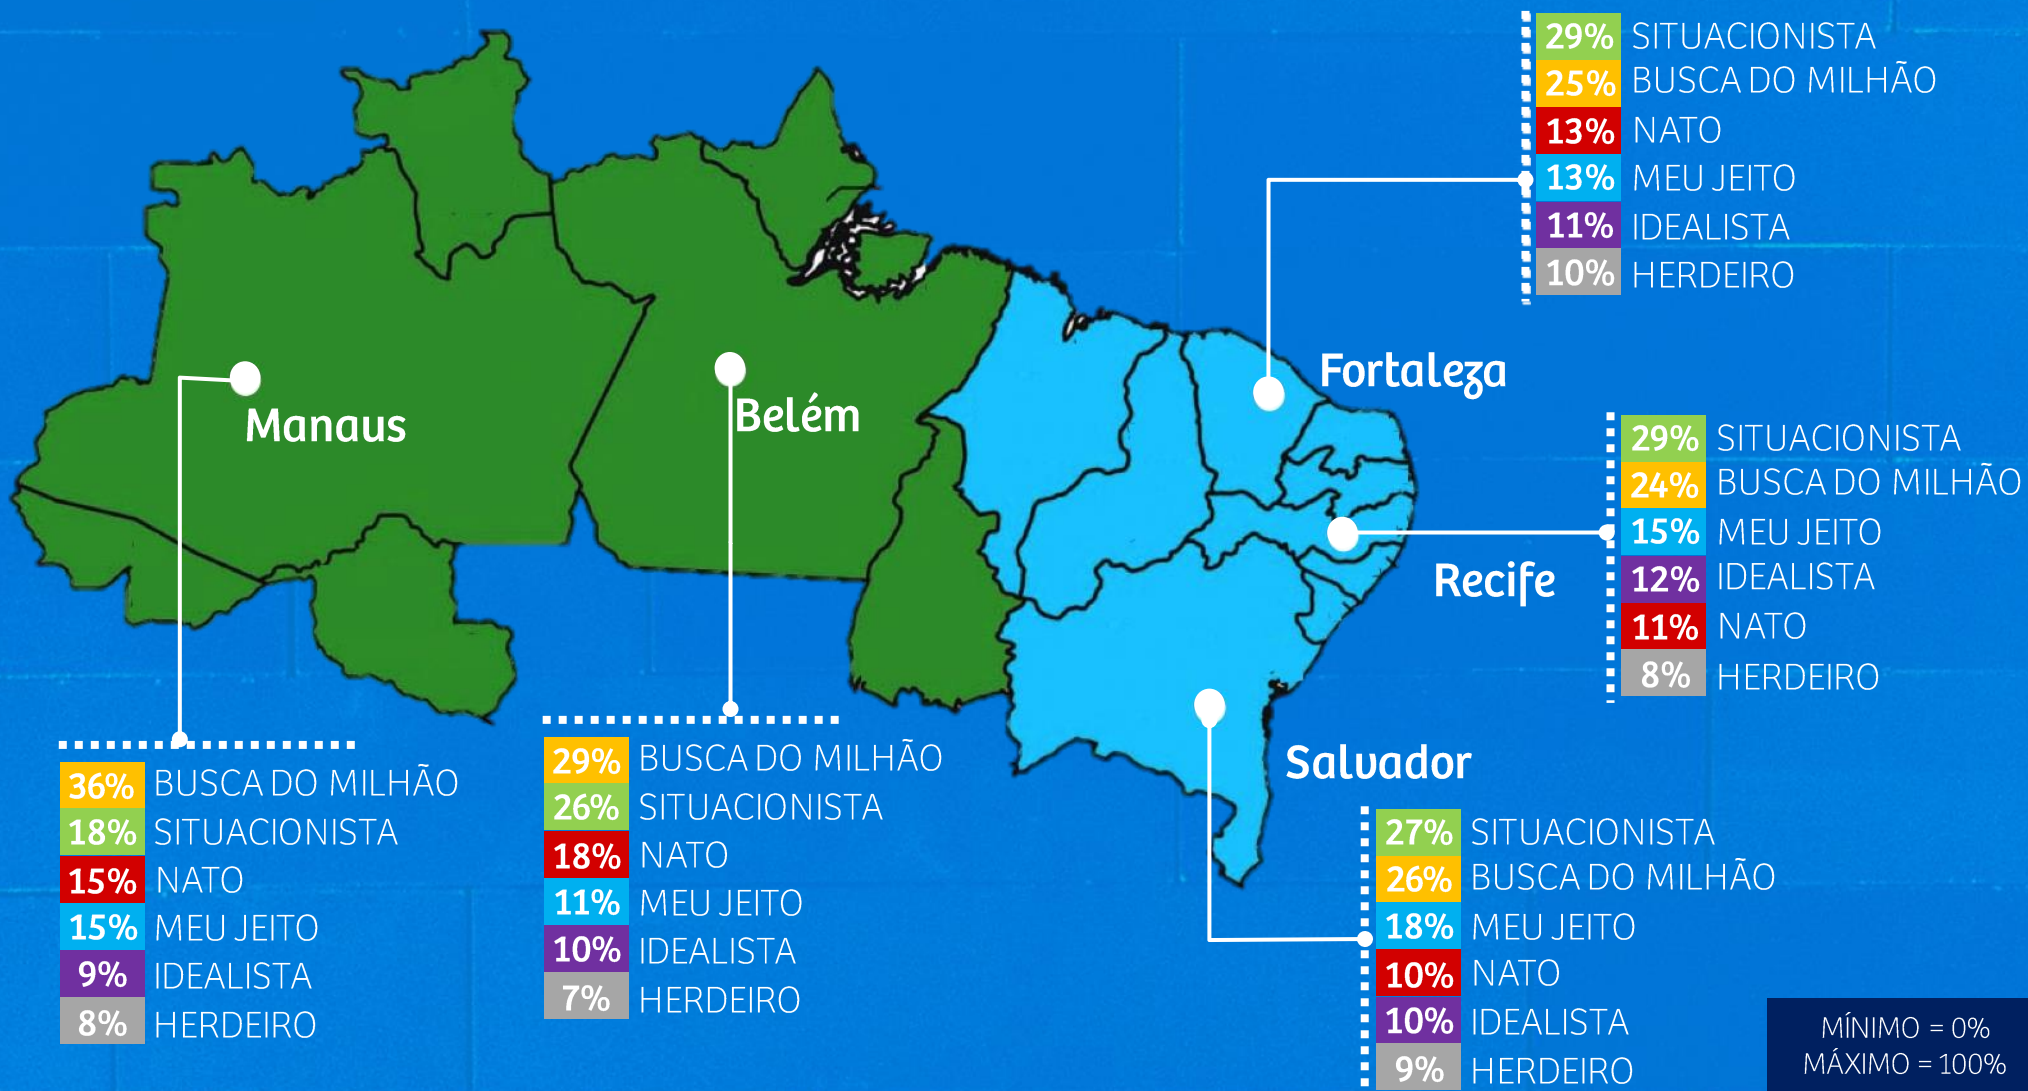 29% SITUACIONISTA
25% BUSCA DO MILHÃO
13% NATO
13% MEU JEITO
11% IDEALISTA
10% HERDEIRO
Fortaleza
Manaus
Belém
29% SITUACIONISTA
24% BUSCA DO MILHÃO
15% MEU JEITO
12% IDEALISTA
11% NATO
8% HERDEIRO
Recife
Salvador
36% BUSCA DO MILHÃO
18% SITUACIONISTA
15% NATO
15% MEU JEITO
9% IDEALISTA
8% HERDEIRO
29% BUSCA DO MILHÃO
26% SITUACIONISTA
18% NATO
11% MEU JEITO
10% IDEALISTA
7% HERDEIRO
27% SITUACIONISTA
26% BUSCA DO MILHÃO
18% MEU JEITO
10% NATO
10% IDEALISTA
9% HERDEIRO
MÍNIMO = 0%
MÁXIMO = 100%